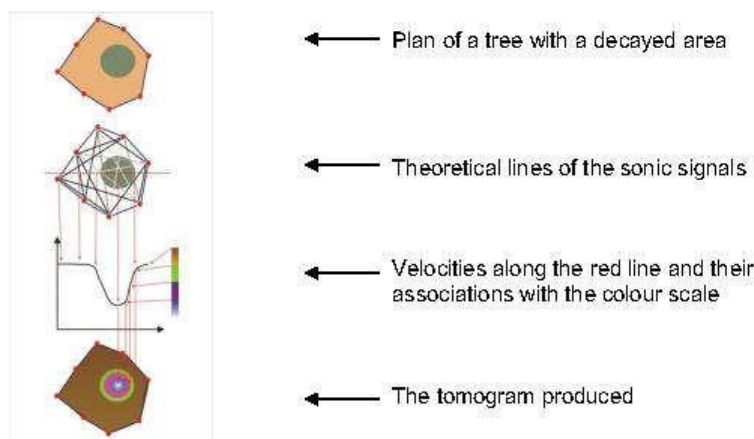 Plan of a tree with a decayed area
Theoretical lines of the sonic signals
Velocities along the red line and their
associations with the colour scale
The tomogram produced